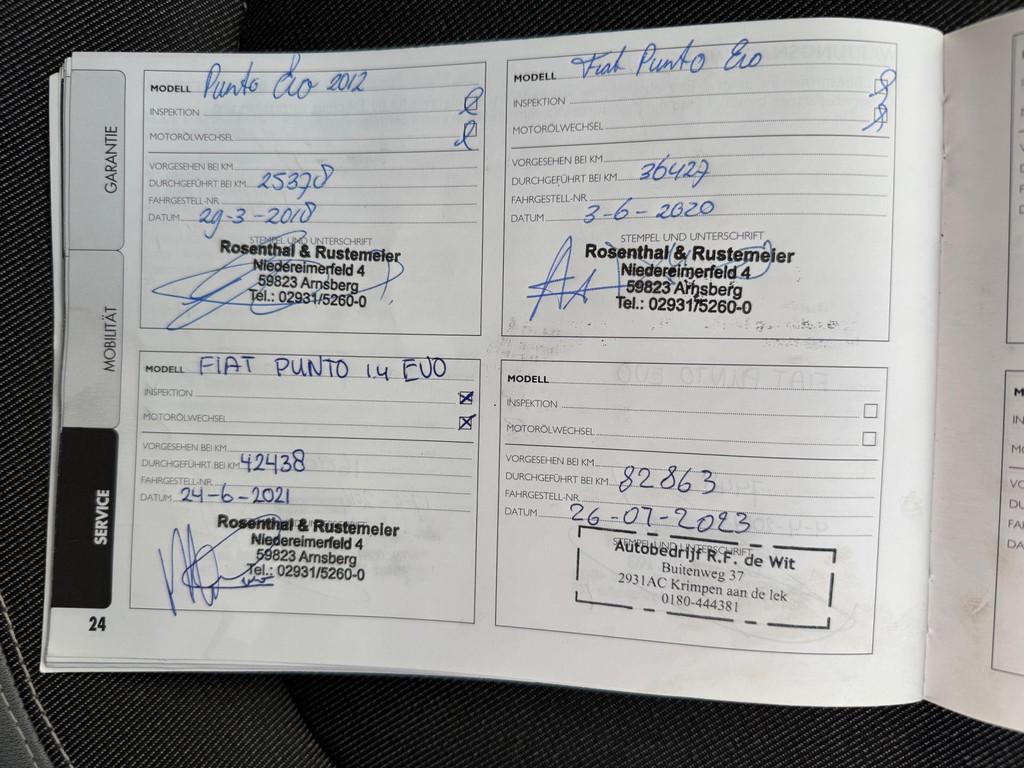 GARANTIE
MOBILITÄT
SERVICE
MODELL Punto Evo 2012
INSPEKTION
MOTORÖLWECHSEL
VORGESEHEN BEI KM
DURCHGEFÜHRT BEI KM 25378
FAHRGESTELL-NR.
DATUM 29-3-2018
STEMPEL UND UNTERSCHRIFT
Rosenthal & Rustemeier
Niedereimerfeld 4
59823 Arnsberg
Tel.: 02931/5260-0
MODELL Fiat Punto Evo
INSPEKTION
MOTORÖLWECHSEL
VORGESEHEN BEI KM
DURCHGEFÜHRT BEI KM 36427
FAHRGESTELL-NR.
DATUM 3-6-2020
STEMPEL UND UNTERSCHRIFT
Rosenthal & Rustemeier
Niedereimerfeld 4
59823 Arnsberg
Tel.: 02931/5260-0
MODELL FIAT PUNTO 1.4 EVO
INSPEKTION
MOTORÖLWECHSEL
VORGESEHEN BEI KM
DURCHGEFÜHRT BEI KM 42438
FAHRGESTELL-NR.
DATUM 24-6-2021
Rosenthal & Rustemeier
Niedereimerfeld 4
59823 Arnsberg
Tel.: 02931/5260-0
MODELL
INSPEKTION
MOTORÖLWECHSEL
VORGESEHEN BEI KM
DURCHGEFÜHRT BEI KM 82863
FAHRGESTELL-NR.
DATUM 26-07-2023
STEMPEL UND UNTERSCHRIFT
Autobedrijf R.F. de Wit
Buitenweg 37
2931AC Krimpen aan de lek
0180-444381
24